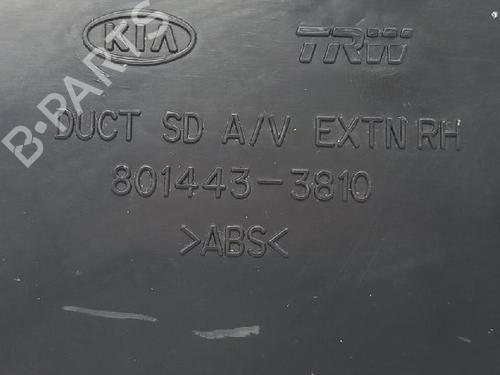 KIA TRW
DUCT SD A/V EXTN RH
801443-3810
>ABS<
B-PARTS